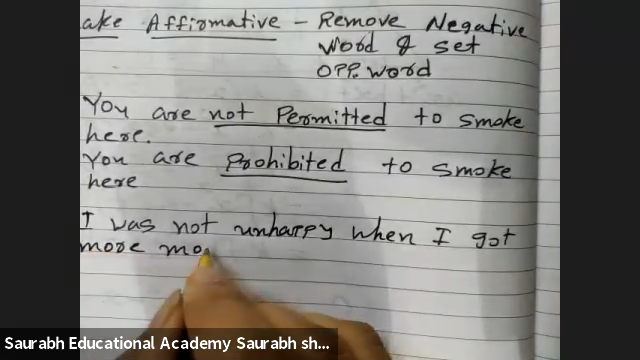 ake Affirmative – Remove Negative
Word & set
OPP. word
You are not Permitted to smoke
here.
You are Prohibited to smoke
here
I was not unhappy when I got
more mo
Saurabh Educational Academy Saurabh sh...